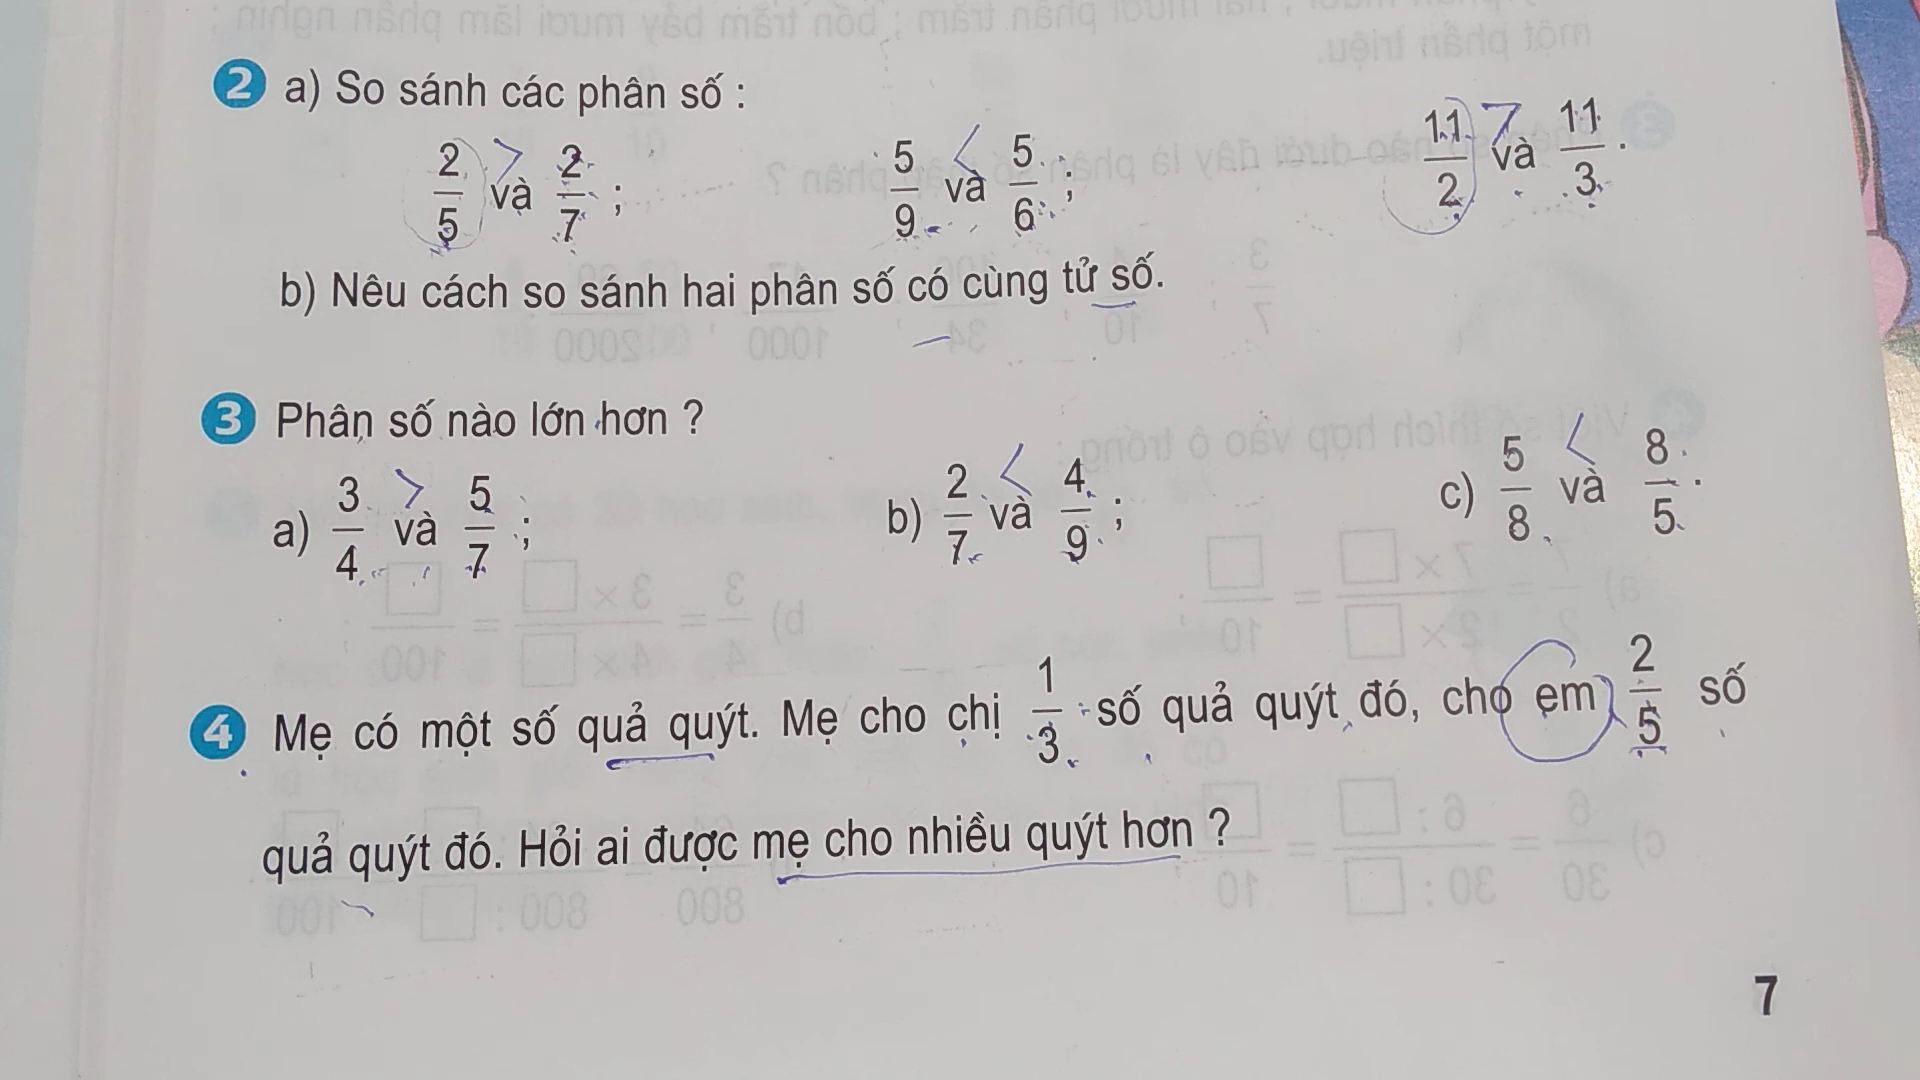 2 a) So sánh các phân số :
2/5 > và 2/7 ; 5/9 < và 5/6 ; 11/2 > và 11/3 .
b) Nêu cách so sánh hai phân số có cùng tử số.
3 Phân số nào lớn hơn ?
a) 3/4 > và 5/7 ; b) 2/7 < và 4/9 ; c) 5/8 < và 8/5 .
4 Mẹ có một số quả quýt. Mẹ cho chị 1/3 số quả quýt đó, cho em 2/5 số
quả quýt đó. Hỏi ai được mẹ cho nhiều quýt hơn ?
7